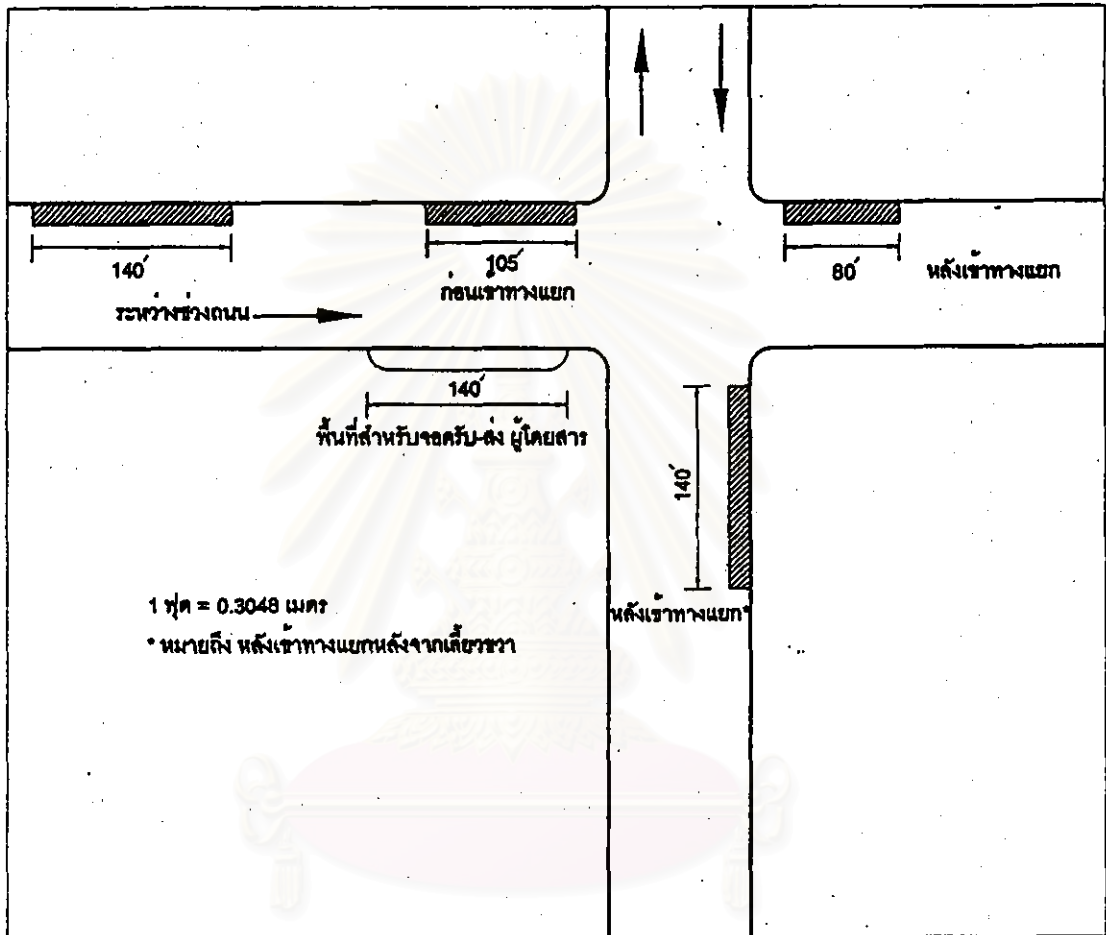 140′
105′
ก่อนเข้าทางแยก
80′
หลังเข้าทางแยก
ระหว่างช่วงถนน
140′
พื้นที่สำหรับจอดรับ-ส่ง ผู้โดยสาร
140′
หลังเข้าทางแยก*
1 ฟุต = 0.3048 เมตร
* หมายถึง หลังเข้าทางแยกหลังจากเลี้ยวขวา